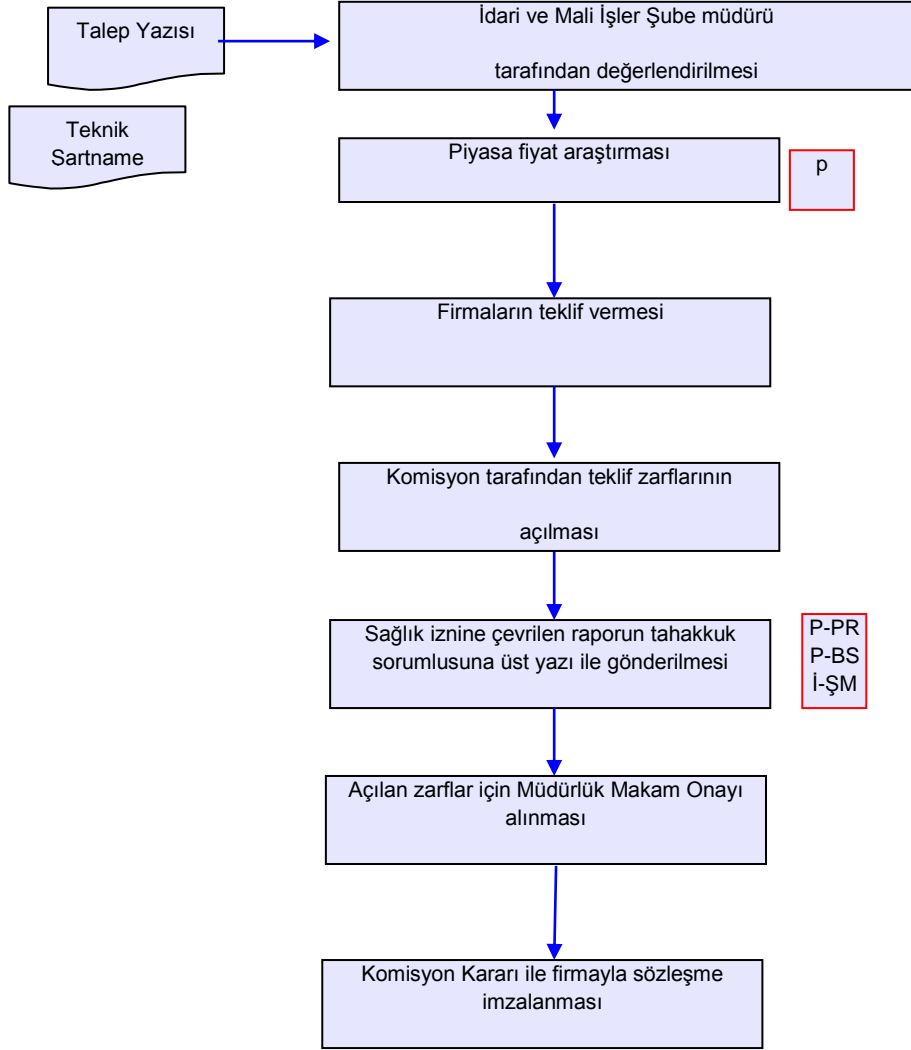 Talep Yazısı
İdari ve Mali İşler Şube müdürü
tarafından değerlendirilmesi
Teknik
Sartname
Piyasa fiyat araştırması
p
Firmaların teklif vermesi
Komisyon tarafından teklif zarflarının
açılması
Sağlık iznine çevrilen raporun tahakkuk
sorumlusuna üst yazı ile gönderilmesi
P-PR
P-BS
İ-ŞM
Açılan zarflar için Müdürlük Makam Onayı
alınması
Komisyon Kararı ile firmayla sözleşme
imzalanması